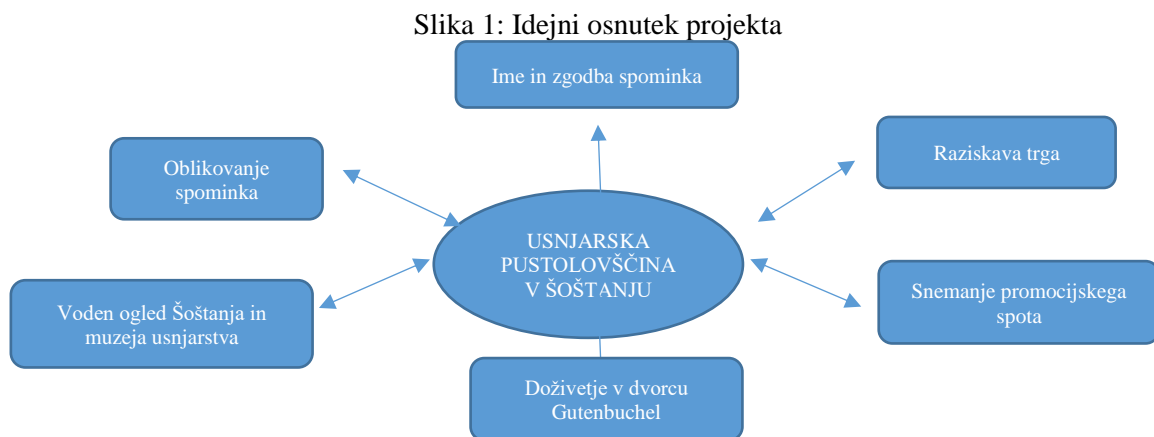 Slika 1: Idejni osnutek projekta
Ime in zgodba spominka
Oblikovanje
spominka
Raziskava trga
USNJARSKA
PUSTOLOVŠČINA
V ŠOŠTANJU
Voden ogled Šoštanja in
muzeja usnjarstva
Snemanje promocijskega
spota
Doživetje v dvorcu
Gutenbuchel